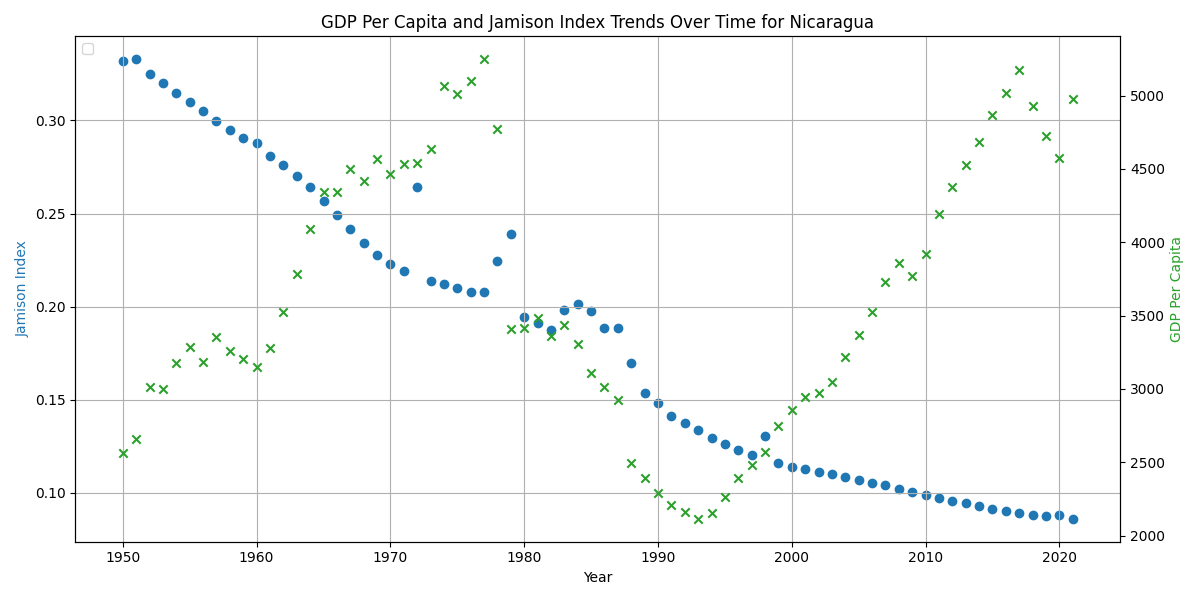 GDP Per Capita and Jamison Index Trends Over Time for Nicaragua
Jamison Index
0.30
0.25
0.20
0.15
0.10
5000
4500
4000
3500
3000
2500
2000
GDP Per Capita
1950 1960 1970 1980 1990 2000 2010 2020
Year